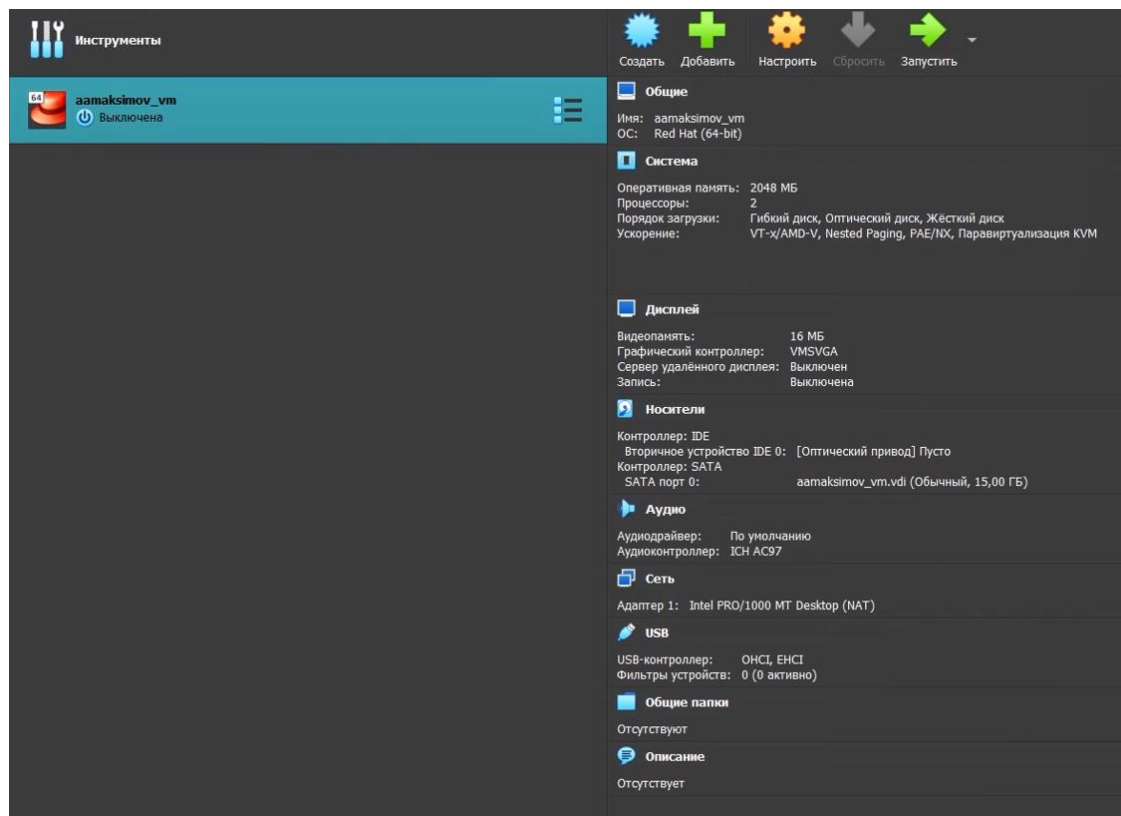 Инструменты
64
aamaksimov_vm
Выключена
Создать Добавить Настроить Сбросить Запустить
Общие
Имя: aamaksimov_vm
ОС: Red Hat (64-bit)
Система
Оперативная память: 2048 МБ
Процессоры: 2
Порядок загрузки: Гибкий диск, Оптический диск, Жёсткий диск
Ускорение: VT-x/AMD-V, Nested Paging, PAE/NX, Паравиртуализация KVM
Дисплей
Видеопамять: 16 МБ
Графический контроллер: VMSVGA
Сервер удалённого дисплея: Выключен
Запись: Выключена
Носители
Контроллер: IDE
Вторичное устройство IDE 0: [Оптический привод] Пусто
Контроллер: SATA
SATA порт 0: aamaksimov_vm.vdi (Обычный, 15,00 ГБ)
Аудио
Аудиодрайвер: По умолчанию
Аудиоконтроллер: ICH AC97
Сеть
Адаптер 1: Intel PRO/1000 MT Desktop (NAT)
USB
USB-контроллер: OHCI, EHCI
Фильтры устройств: 0 (0 активно)
Общие папки
Отсутствуют
Описание
Отсутствует